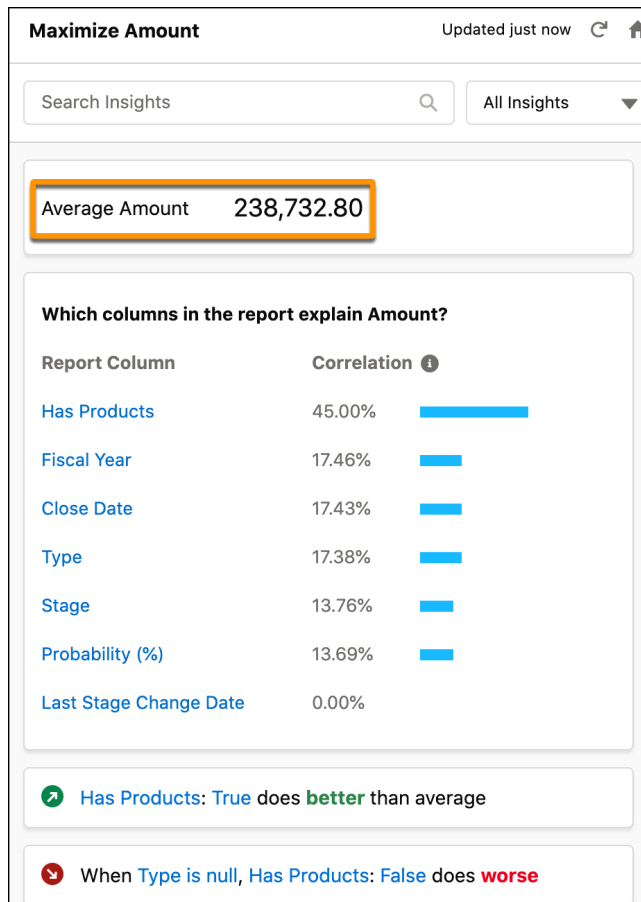 Maximize Amount Updated just now
Search Insights All Insights
Average Amount 238,732.80
Which columns in the report explain Amount?
Report Column Correlation i
Has Products 45.00%
Fiscal Year 17.46%
Close Date 17.43%
Type 17.38%
Stage 13.76%
Probability (%) 13.69%
Last Stage Change Date 0.00%
Has Products: True does better than average
When Type is null, Has Products: False does worse